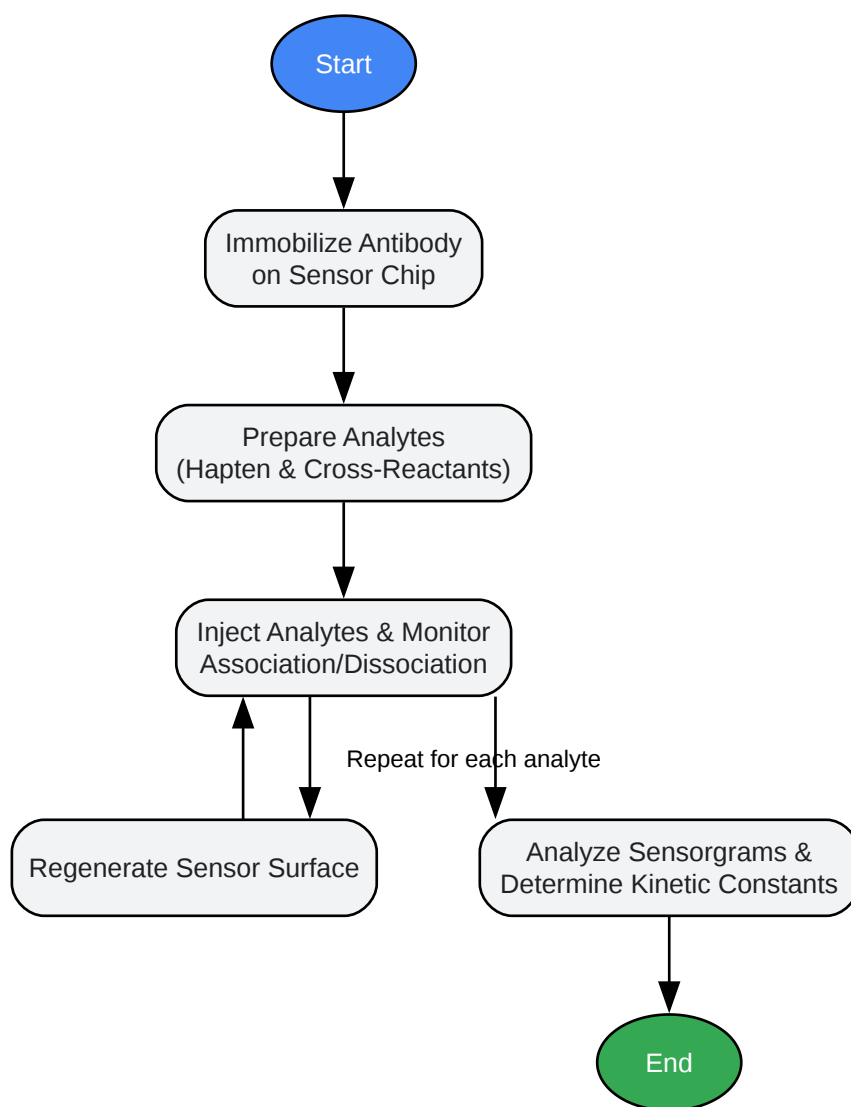 Start
Immobilize Antibody
on Sensor Chip
Prepare Analytes
(Hapten & Cross-Reactants)
Inject Analytes & Monitor
Association/Dissociation
Repeat for each analyte
Regenerate Sensor Surface
Analyze Sensorgrams &
Determine Kinetic Constants
End